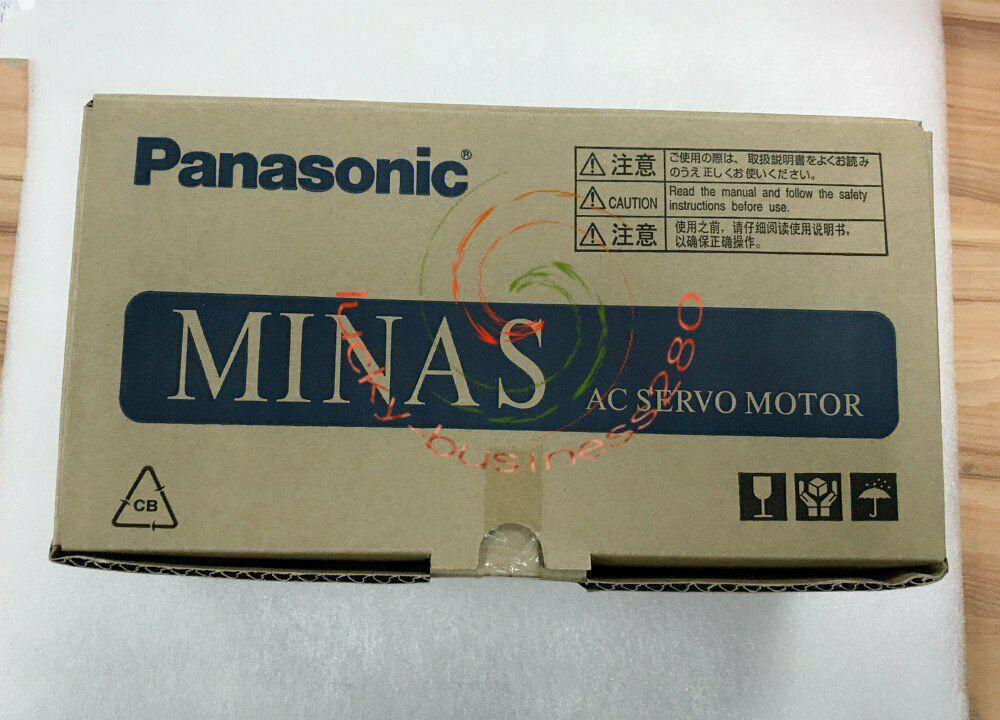 Panasonic®
注意 ご使用の際は、取扱説明書をよくお読み
のうえ正しくお使いください。
CAUTION Read the manual and follow the safety
instructions before use.
注意 使用之前，请仔细阅读使用说明书，
以确保正确操作。
MINAS
AC SERVO MOTOR
lucky-business280
CB